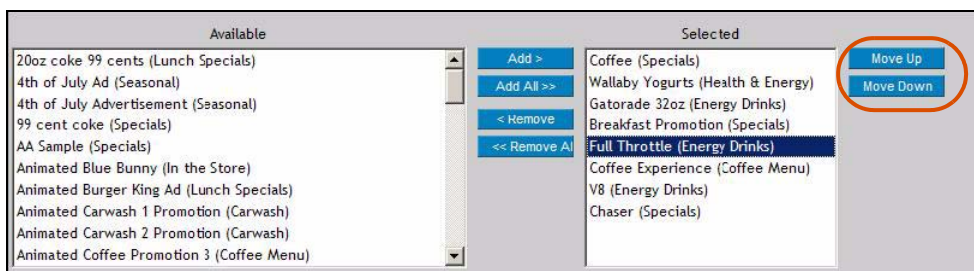 Available
20oz coke 99 cents (Lunch Specials)
4th of July Ad (Seasonal)
4th of July Advertisement (Seasonal)
99 cent coke (Specials)
AA Sample (Specials)
Animated Blue Bunny (In the Store)
Animated Burger King Ad (Lunch Specials)
Animated Carwash 1 Promotion (Carwash)
Animated Carwash 2 Promotion (Carwash)
Animated Coffee Promotion 3 (Coffee Menu)
Add >
Add All >>
< Remove
<< Remove Al
Selected
Coffee (Specials)
Wallaby Yogurts (Health & Energy)
Gatorade 32oz (Energy Drinks)
Breakfast Promotion (Specials)
Full Throttle (Energy Drinks)
Coffee Experience (Coffee Menu)
V8 (Energy Drinks)
Chaser (Specials)
Move Up
Move Down